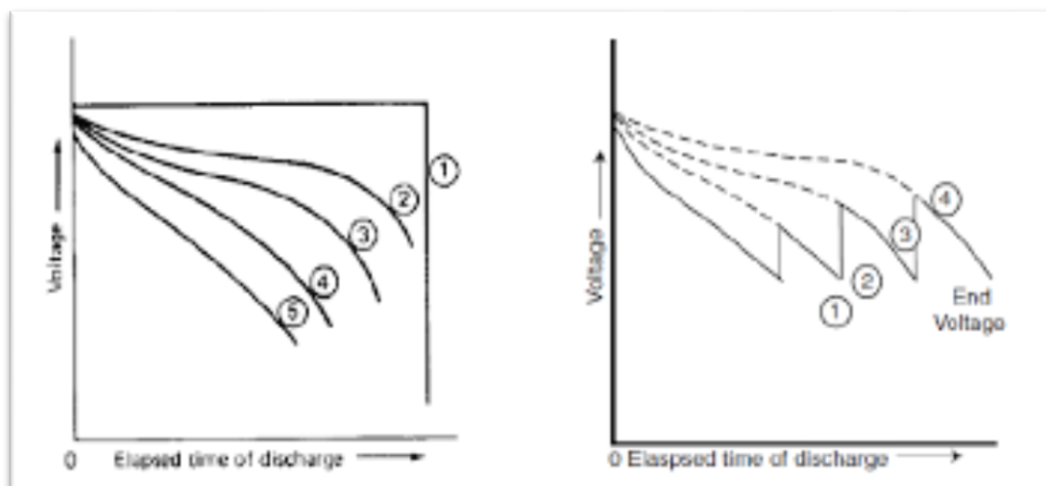 Voltage
①
②
③
④
⑤
0 Elapsed time of discharge
Voltage
④
③
②
①
End
Voltage
0 Elaspsed time of discharge